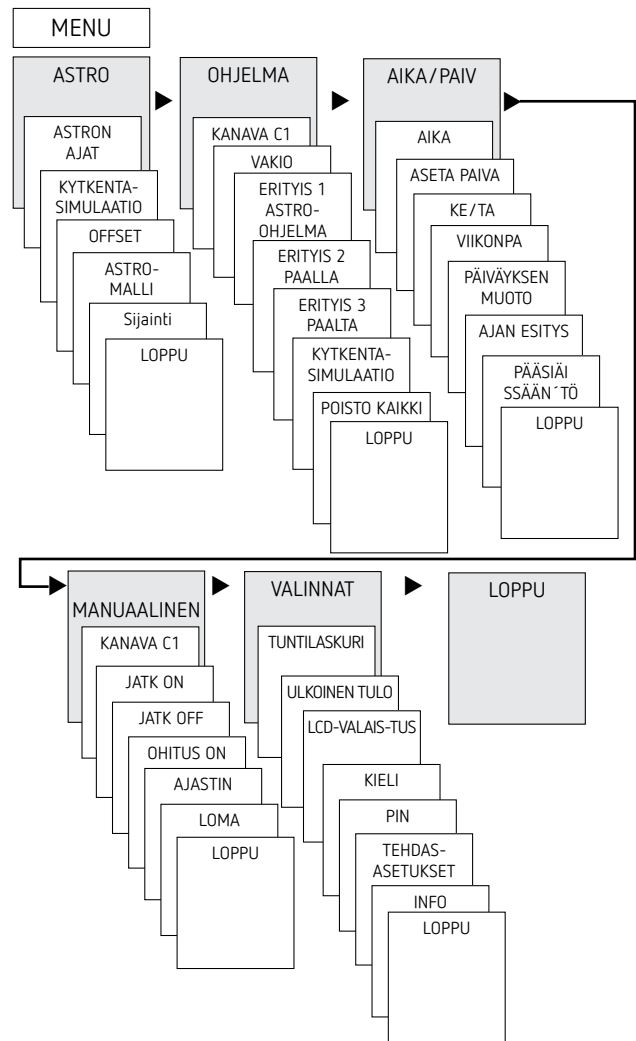 MENU
ASTRO
ASTRON
AJAT
KYTKENTA-
SIMULAATIO
OFFSET
ASTRO-
MALLI
Sijainti
LOPPU
OHJELMA
KANAVA C1
VAKIO
ERITYIS 1
ASTRO-
OHJELMA
ERITYIS 2
PAALLA
ERITYIS 3
PAALTA
KYTKENTA-
SIMULAATIO
POISTO KAIKKI
LOPPU
AIKA/PAIV
AIKA
ASETA PAIVA
KE/TA
VIIKONPA
PÄIVÄYKSEN
MUOTO
AJAN ESITYS
PÄÄSIÄI
SSÄÄN´TÖ
LOPPU
MANUAALINEN
KANAVA C1
JATK ON
JATK OFF
OHITUS ON
AJASTIN
LOMA
LOPPU
VALINNAT
TUNTILASKURI
ULKOINEN TULO
LCD-VALAIS-TUS
KIELI
PIN
TEHDAS-
ASETUKSET
INFO
LOPPU
LOPPU